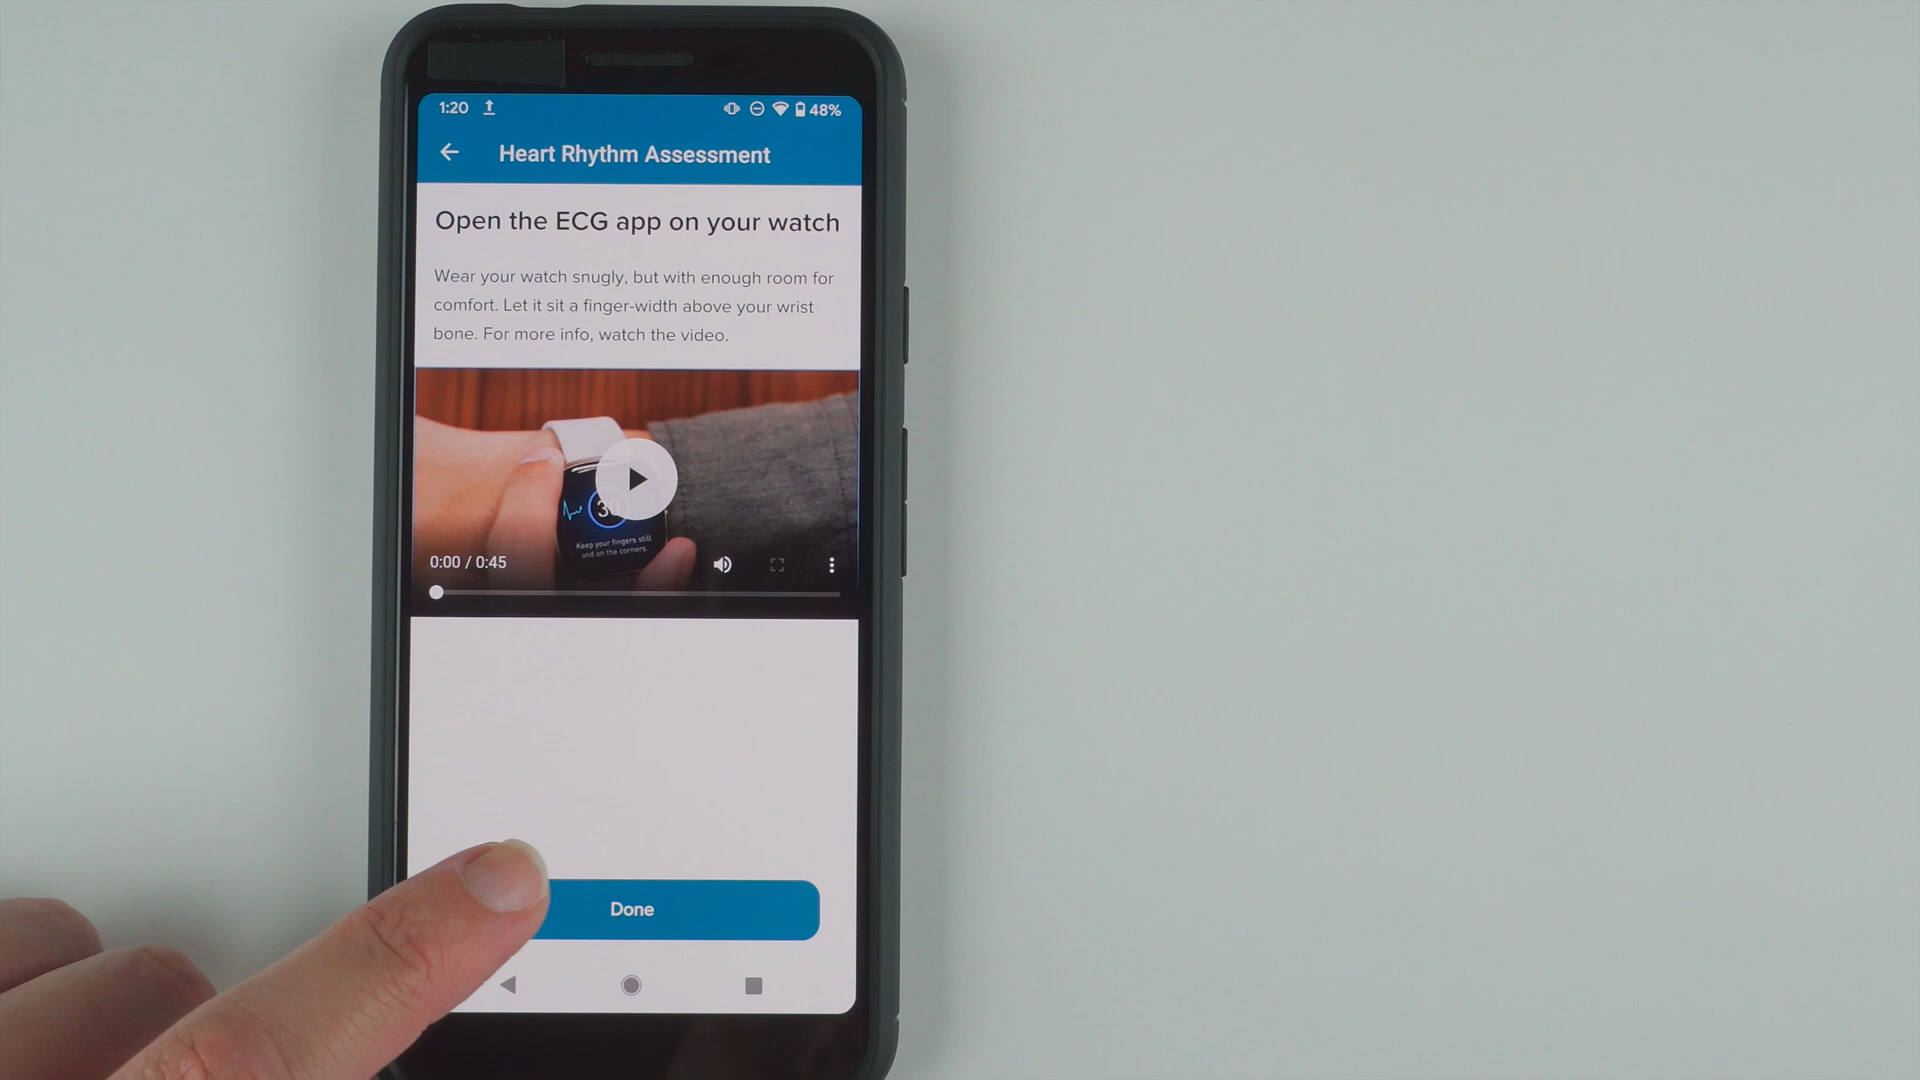 1:20
48%
Heart Rhythm Assessment
Open the ECG app on your watch
Wear your watch snugly, but with enough room for
comfort. Let it sit a finger-width above your wrist
bone. For more info, watch the video.
Keep your fingers still
and on the corners.
0:00 / 0:45
Done